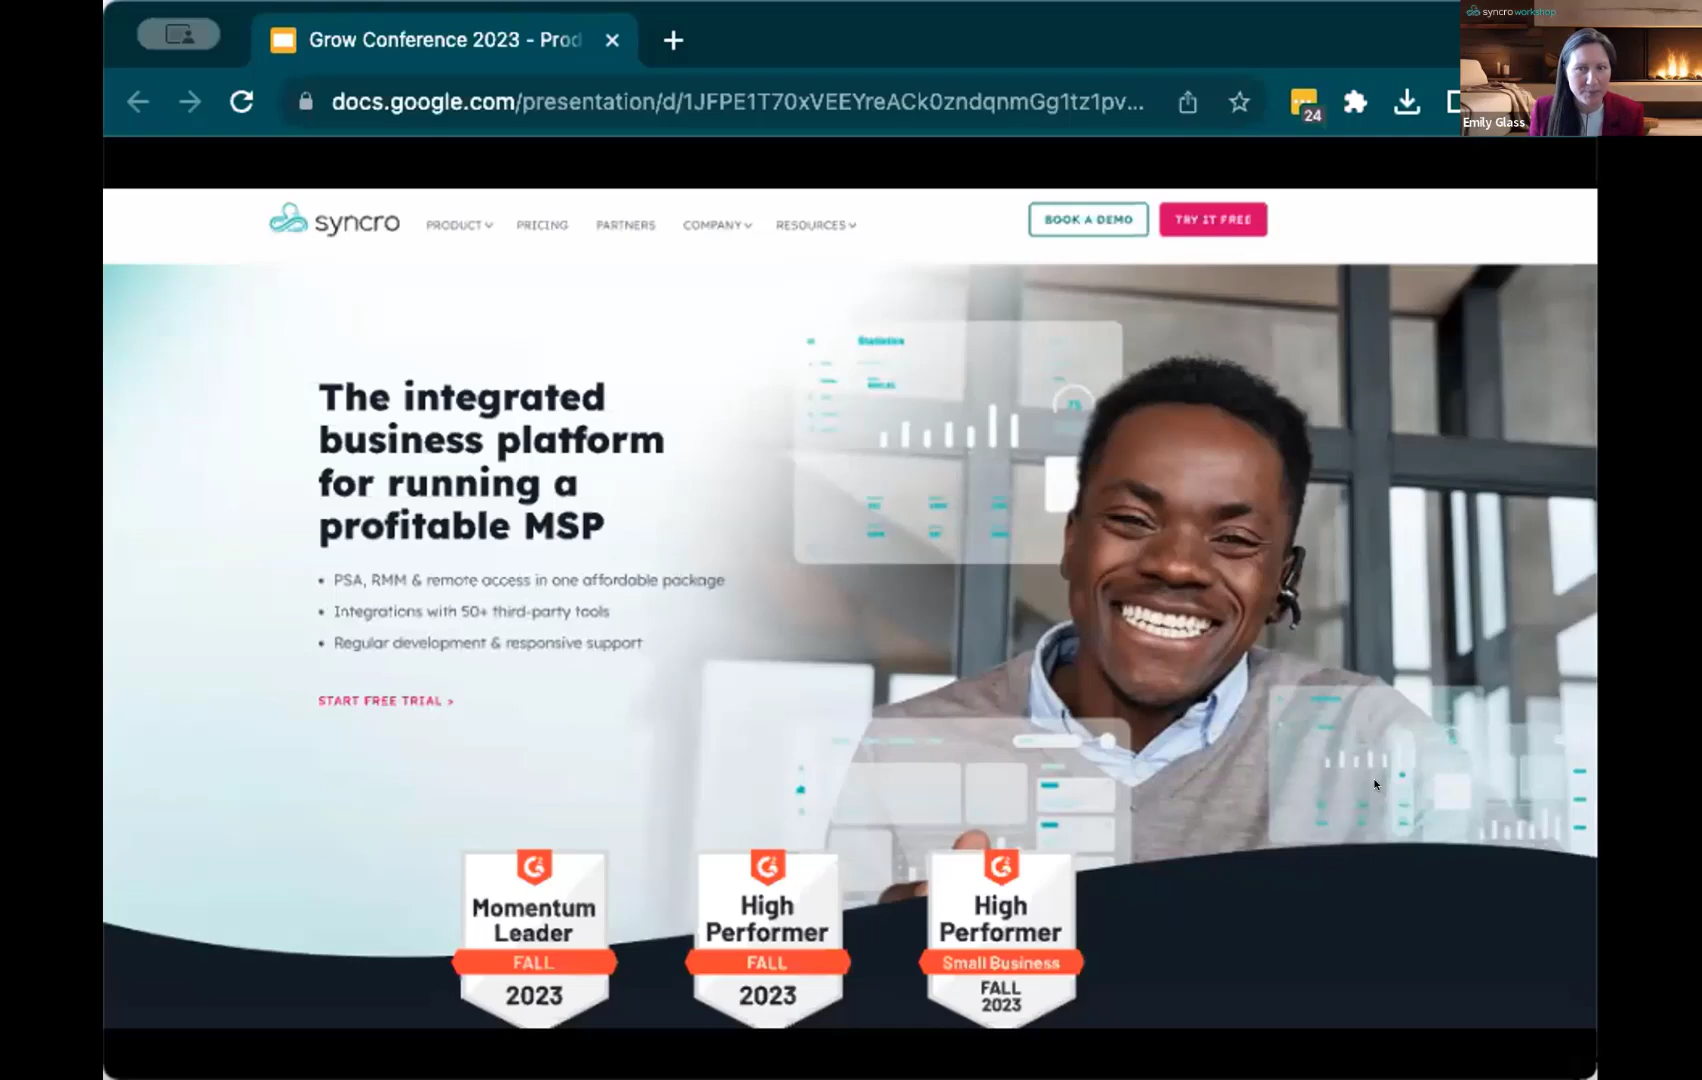 Grow Conference 2023 - Prod
syncro workshop
docs.google.com/presentation/d/1JFPE1T70xVEEYreACk0zndqnmGg1tz1pv...
24
Emily Glass
syncro
PRODUCT
PRICING
PARTNERS
COMPANY
RESOURCES
BOOK A DEMO
TRY IT FREE
The integrated
business platform
for running a
profitable MSP
• PSA, RMM & remote access in one affordable package
• Integrations with 50+ third-party tools
• Regular development & responsive support
START FREE TRIAL >
Statistics
Momentum
Leader
FALL
2023
High
Performer
FALL
2023
High
Performer
Small Business
FALL
2023